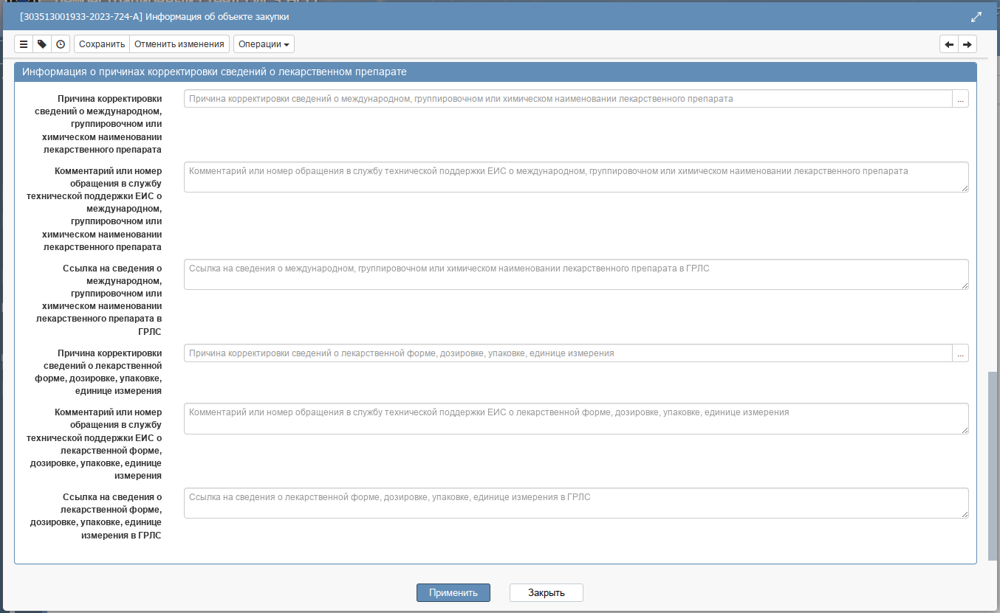 [303513001933-2023-724-А] Информация об объекте закупки
Сохранить Отменить изменения Операции
Информация о причинах корректировки сведений о лекарственном препарате
Причина корректировки
сведений о международном,
группировочном или
химическом наименовании
лекарственного препарата
Причина корректировки сведений о международном, группировочном или химическом наименовании лекарственного препарата
...
Комментарий или номер
обращения в службу
технической поддержки ЕИС о
международном,
группировочном или
химическом наименовании
лекарственного препарата
Комментарий или номер обращения в службу технической поддержки ЕИС о международном, группировочном или химическом наименовании лекарственного препарата
Ссылка на сведения о
международном,
группировочном или
химическом наименовании
лекарственного препарата в
ГРЛС
Ссылка на сведения о международном, группировочном или химическом наименовании лекарственного препарата в ГРЛС
Причина корректировки
сведений о лекарственной
форме, дозировке, упаковке,
единице измерения
Причина корректировки сведений о лекарственной форме, дозировке, упаковке, единице измерения
...
Комментарий или номер
обращения в службу
технической поддержки ЕИС о
лекарственной форме,
дозировке, упаковке, единице
измерения
Комментарий или номер обращения в службу технической поддержки ЕИС о лекарственной форме, дозировке, упаковке, единице измерения
Ссылка на сведения о
лекарственной форме,
дозировке, упаковке, единице
измерения в ГРЛС
Ссылка на сведения о лекарственной форме, дозировке, упаковке, единице измерения в ГРЛС
Применить Закрыть